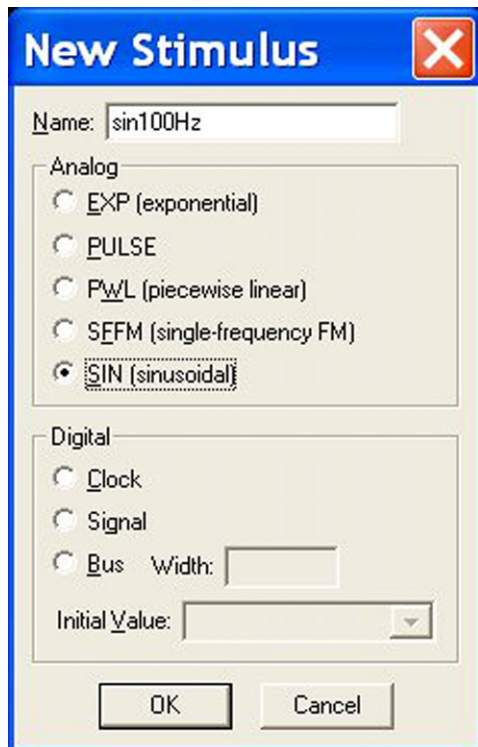 New Stimulus
Name: sin100Hz
Analog
EXP (exponential)
PULSE
PWL (piecewise linear)
SFFM (single-frequency FM)
SIN (sinusoidal)
Digital
Clock
Signal
Bus Width:
Initial Value:
OK Cancel